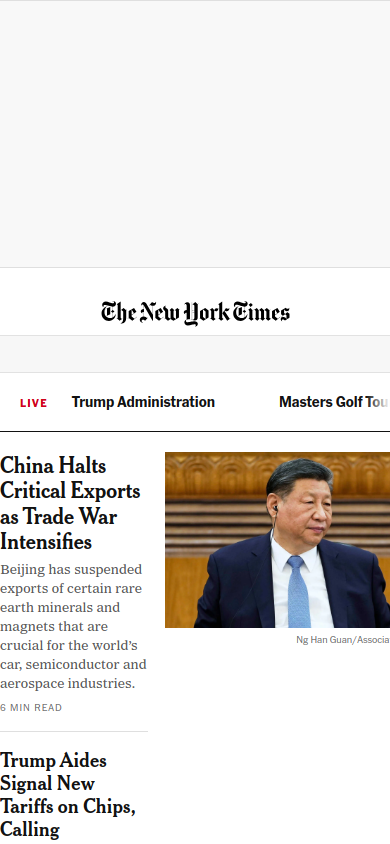 The New York Times
LIVE Trump Administration Masters Golf Tou
China Halts
Critical Exports
as Trade War
Intensifies
Beijing has suspended
exports of certain rare
earth minerals and
magnets that are
crucial for the world's
car, semiconductor and
aerospace industries.
6 MIN READ
Ng Han Guan/Associa
Trump Aides
Signal New
Tariffs on Chips,
Calling